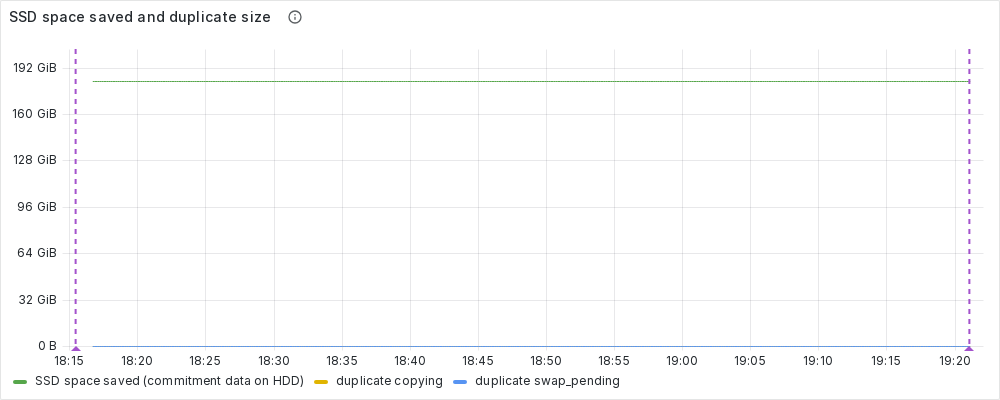 SSD space saved and duplicate size
192 GiB
160 GiB
128 GiB
96 GiB
64 GiB
32 GiB
0 B
18:15 18:20 18:25 18:30 18:35 18:40 18:45 18:50 18:55 19:00 19:05 19:10 19:15 19:20
SSD space saved (commitment data on HDD) duplicate copying duplicate swap_pending